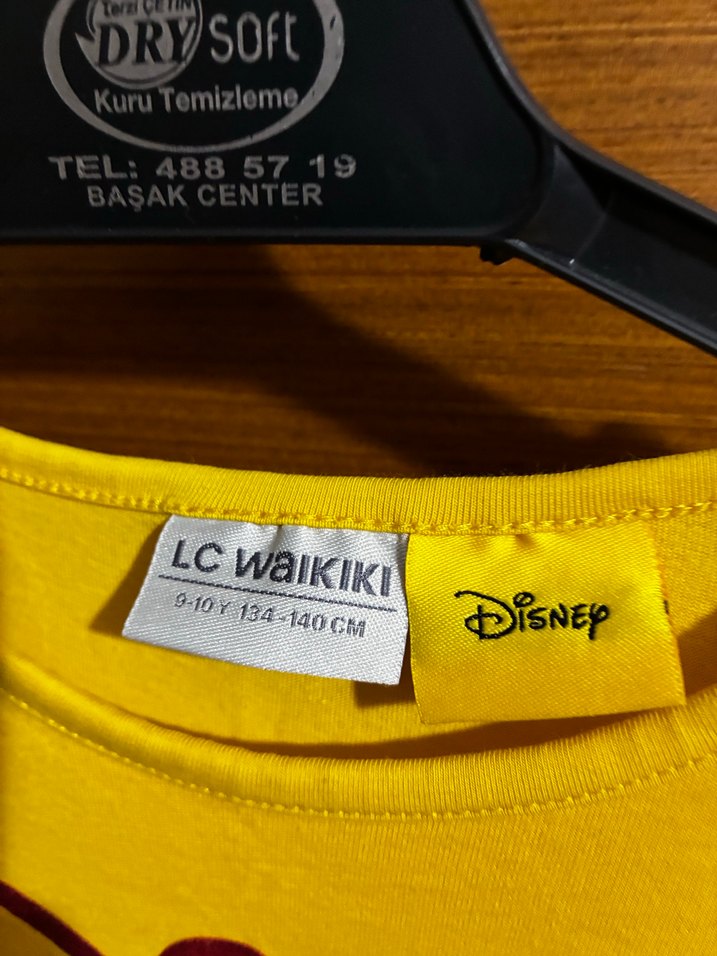 Terzi ÇETİN
DRY SOFT
Kuru Temizleme
TEL: 488 57 19
BAŞAK CENTER
LC WAIKIKI
9-10 Y 134-140 CM
DISNEY